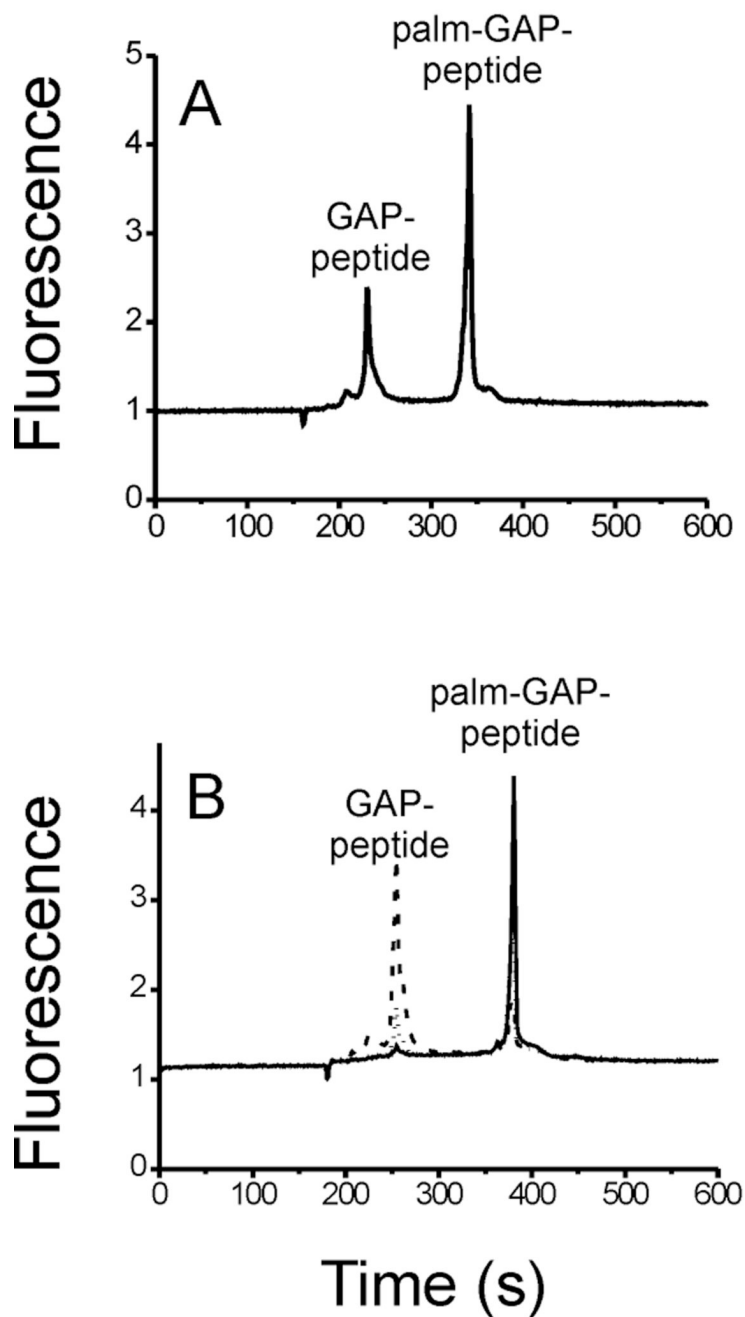 palm-GAP-
peptide
A
GAP-
peptide
Fluorescence
5
4
3
2
1
0
0 100 200 300 400 500 600
palm-GAP-
peptide
B
GAP-
peptide
Fluorescence
4
3
2
1
0
0 100 200 300 400 500 600
Time (s)